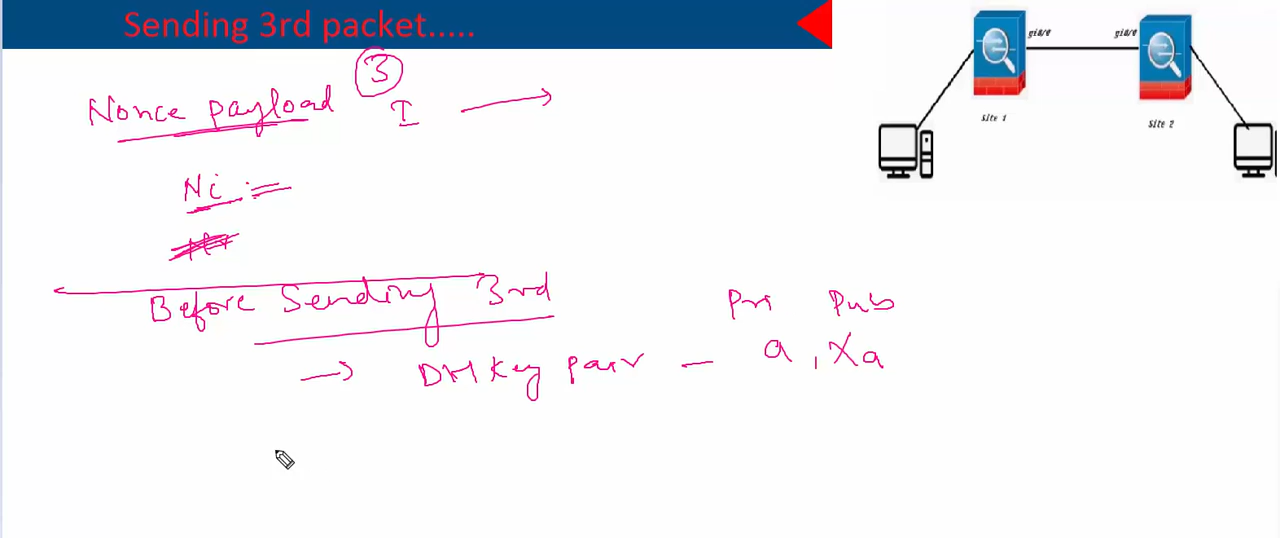 Sending 3rd packet.....
3
Nonce payload I
Ni :=
Before Sending 3rd
Pri Pub
→ DH Key pair — a , Xa
gi0/0 gi0/0
Site 1 Site 2